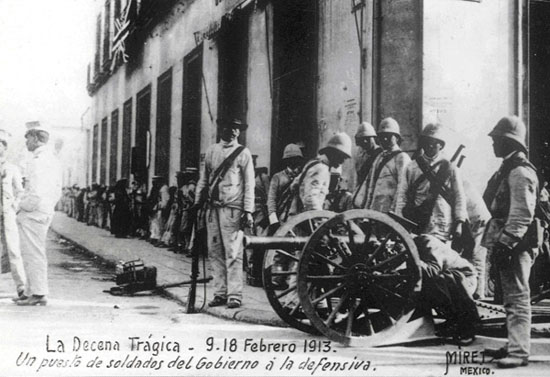 La Decena Trágica - 9-18 Febrero 1913.
Un puesto de soldados del Gobierno á la defensiva.
MIRET
MEXICO.